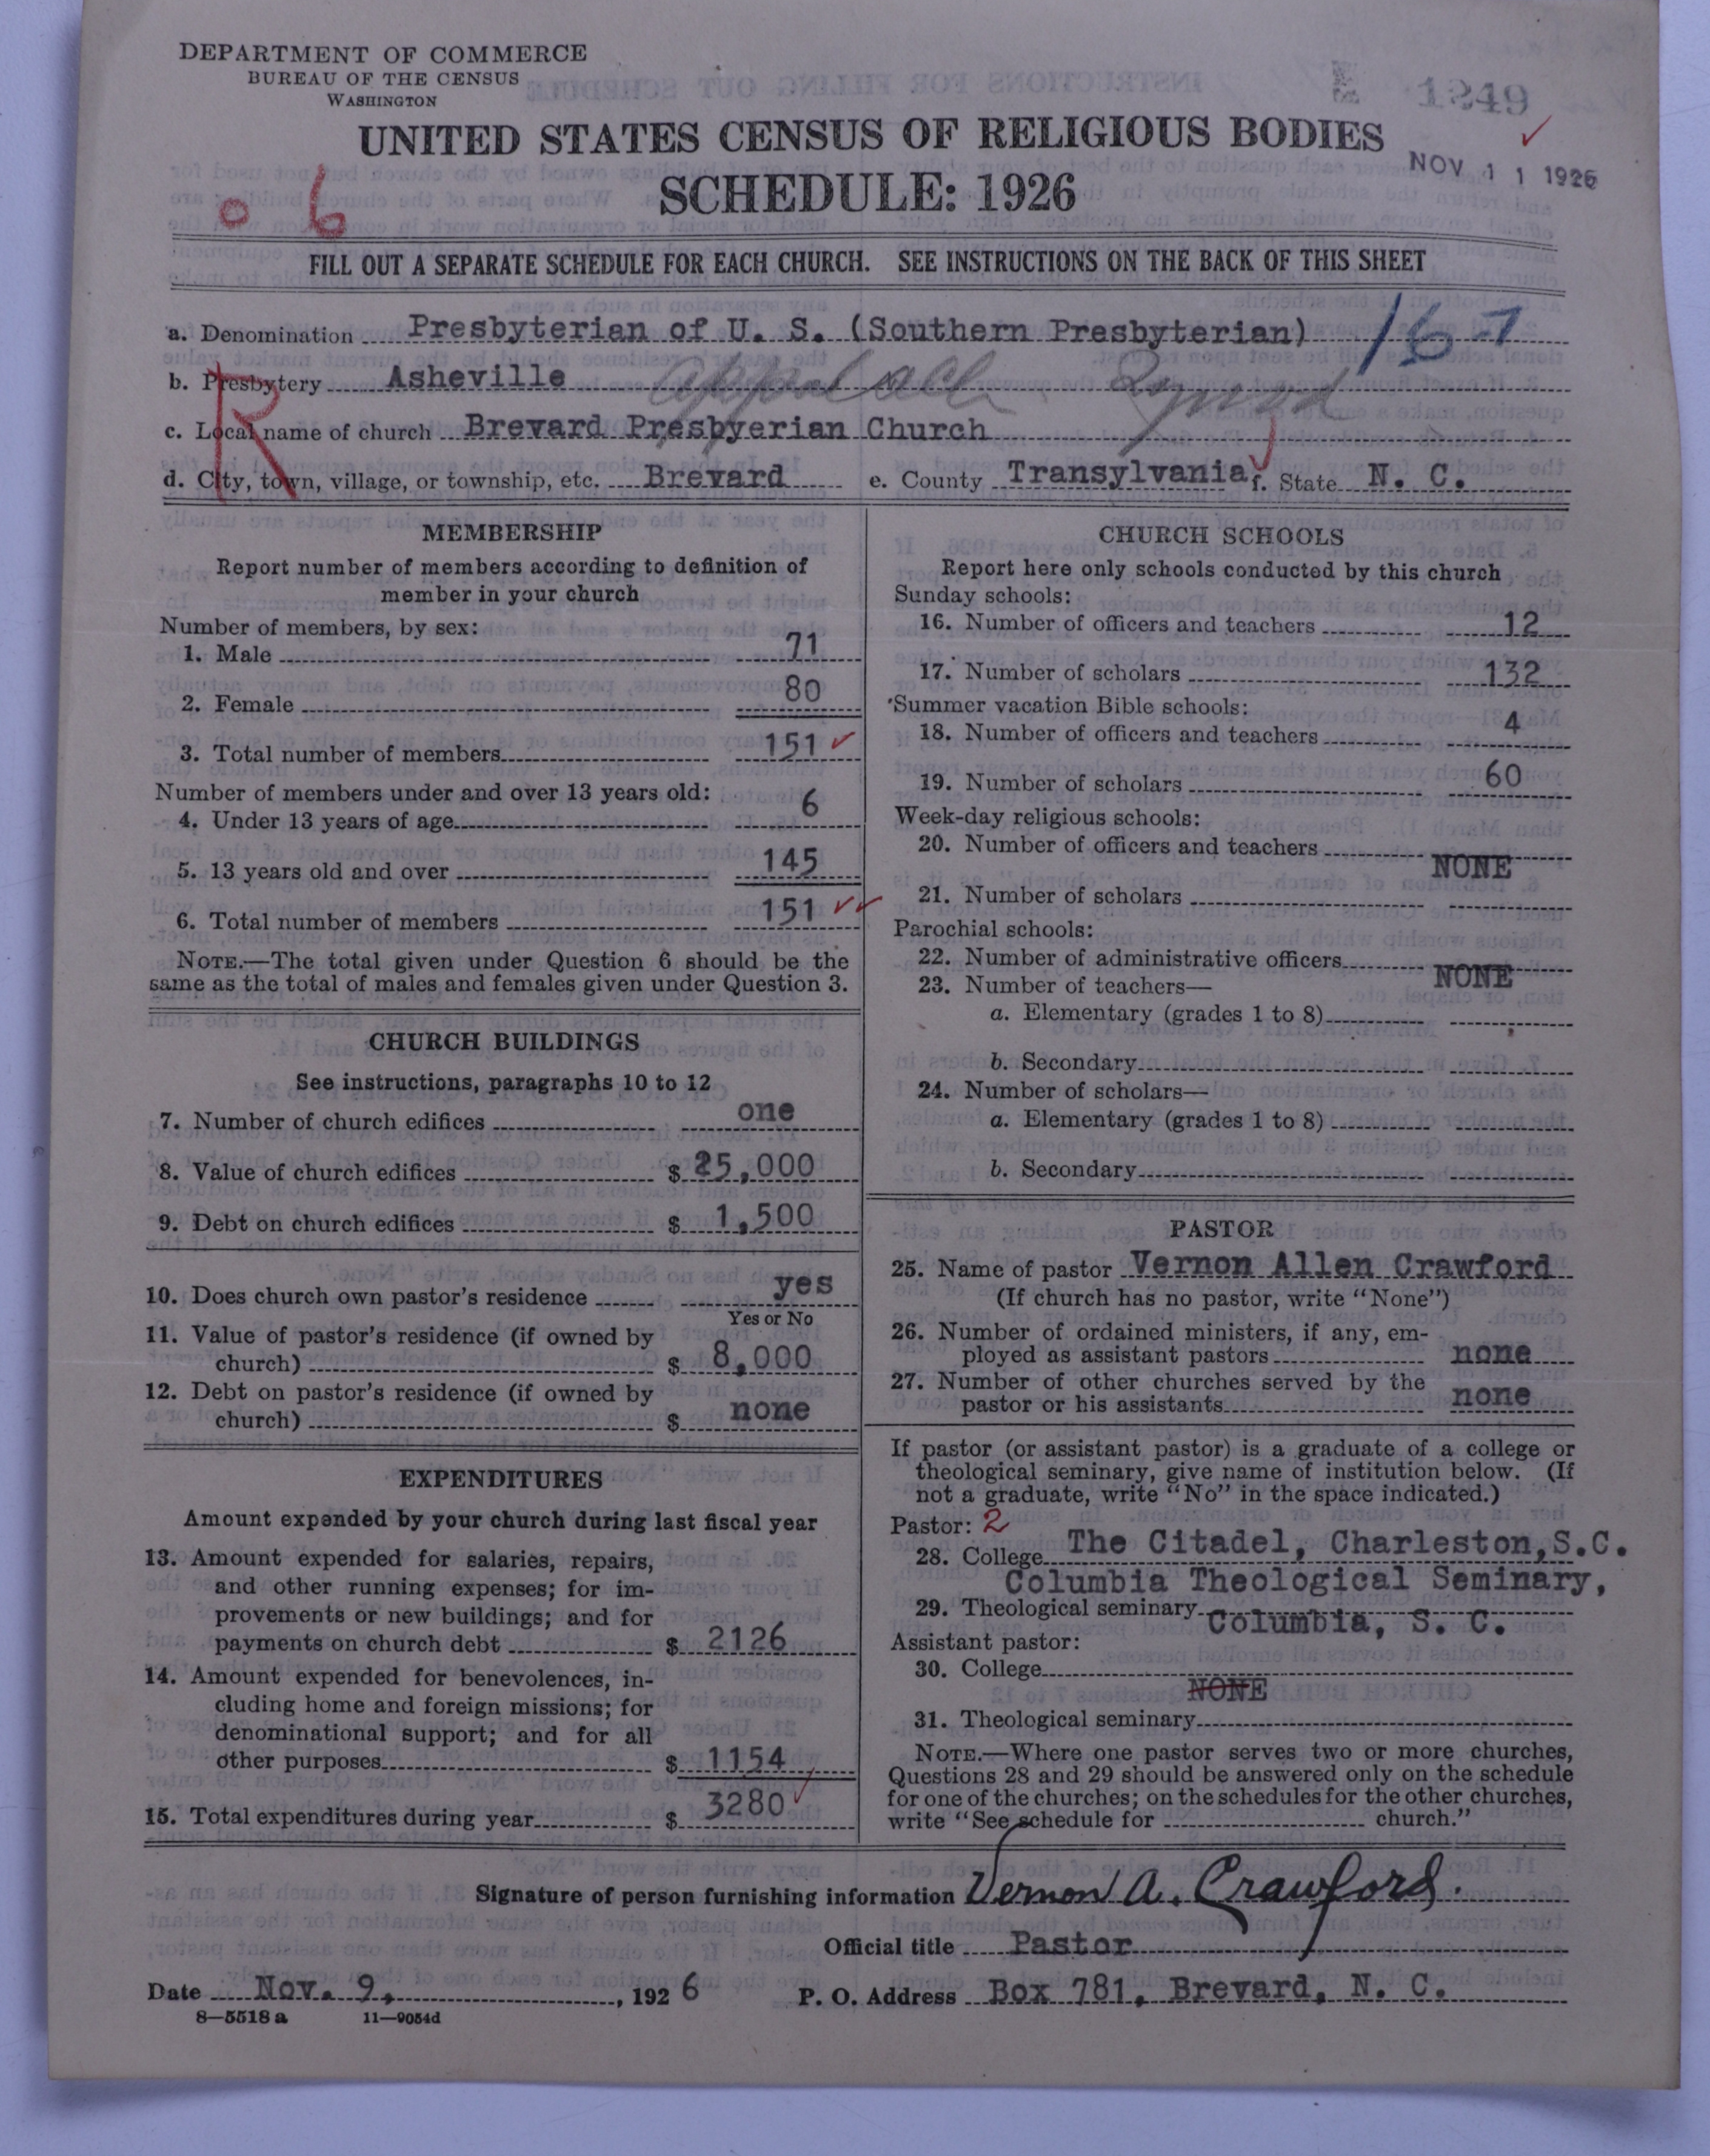 DEPARTMENT OF COMMERCE
BUREAU OF THE CENSUS
WASHINGTON
1249
UNITED STATES CENSUS OF RELIGIOUS BODIES
NOV 11 1926
SCHEDULE: 1926
o 6
FILL OUT A SEPARATE SCHEDULE FOR EACH CHURCH. SEE INSTRUCTIONS ON THE BACK OF THIS SHEET
a. Denomination Presbyterian of U. S. (Southern Presbyterian) 167
b. Presbytery Asheville Appalach Synod
R
c. Local name of church Brevard Presbyerian Church
d. City, town, village, or township, etc. Brevard e. County Transylvania f. State N. C.
MEMBERSHIP
Report number of members according to definition of
member in your church
Number of members, by sex:
1. Male 71
2. Female 80
3. Total number of members 151
Number of members under and over 13 years old:
4. Under 13 years of age 6
5. 13 years old and over 145
6. Total number of members 151
NOTE.—The total given under Question 6 should be the
same as the total of males and females given under Question 3.
CHURCH BUILDINGS
See instructions, paragraphs 10 to 12
7. Number of church edifices one
8. Value of church edifices $ 25,000
9. Debt on church edifices $ 1,500
10. Does church own pastor's residence yes
Yes or No
11. Value of pastor's residence (if owned by
church) $ 8,000
12. Debt on pastor's residence (if owned by
church) $ none
EXPENDITURES
Amount expended by your church during last fiscal year
13. Amount expended for salaries, repairs,
and other running expenses; for im-
provements or new buildings; and for
payments on church debt $ 2126
14. Amount expended for benevolences, in-
cluding home and foreign missions; for
denominational support; and for all
other purposes $ 1154
15. Total expenditures during year $ 3280
CHURCH SCHOOLS
Report here only schools conducted by this church
Sunday schools:
16. Number of officers and teachers 12
17. Number of scholars 132
Summer vacation Bible schools:
18. Number of officers and teachers 4
19. Number of scholars 60
Week-day religious schools:
20. Number of officers and teachers
NONE
21. Number of scholars
Parochial schools:
22. Number of administrative officers
NONE
23. Number of teachers—
a. Elementary (grades 1 to 8)
b. Secondary
24. Number of scholars—
a. Elementary (grades 1 to 8)
b. Secondary
PASTOR
25. Name of pastor Vernon Allen Crawford
(If church has no pastor, write "None")
26. Number of ordained ministers, if any, em-
ployed as assistant pastors none
27. Number of other churches served by the
pastor or his assistants none
If pastor (or assistant pastor) is a graduate of a college or
theological seminary, give name of institution below. (If
not a graduate, write "No" in the space indicated.)
Pastor: 2
28. College The Citadel, Charleston, S.C.
Columbia Theological Seminary,
29. Theological seminary Columbia, S. C.
Assistant pastor:
30. College
NONE
31. Theological seminary
NOTE.—Where one pastor serves two or more churches,
Questions 28 and 29 should be answered only on the schedule
for one of the churches; on the schedules for the other churches,
write "See schedule for church."
Signature of person furnishing information Vernon A. Crawford.
Official title Pastor
Date Nov. 9, 1926 P. O. Address Box 781, Brevard, N. C.
8—5518 a 11—9054d